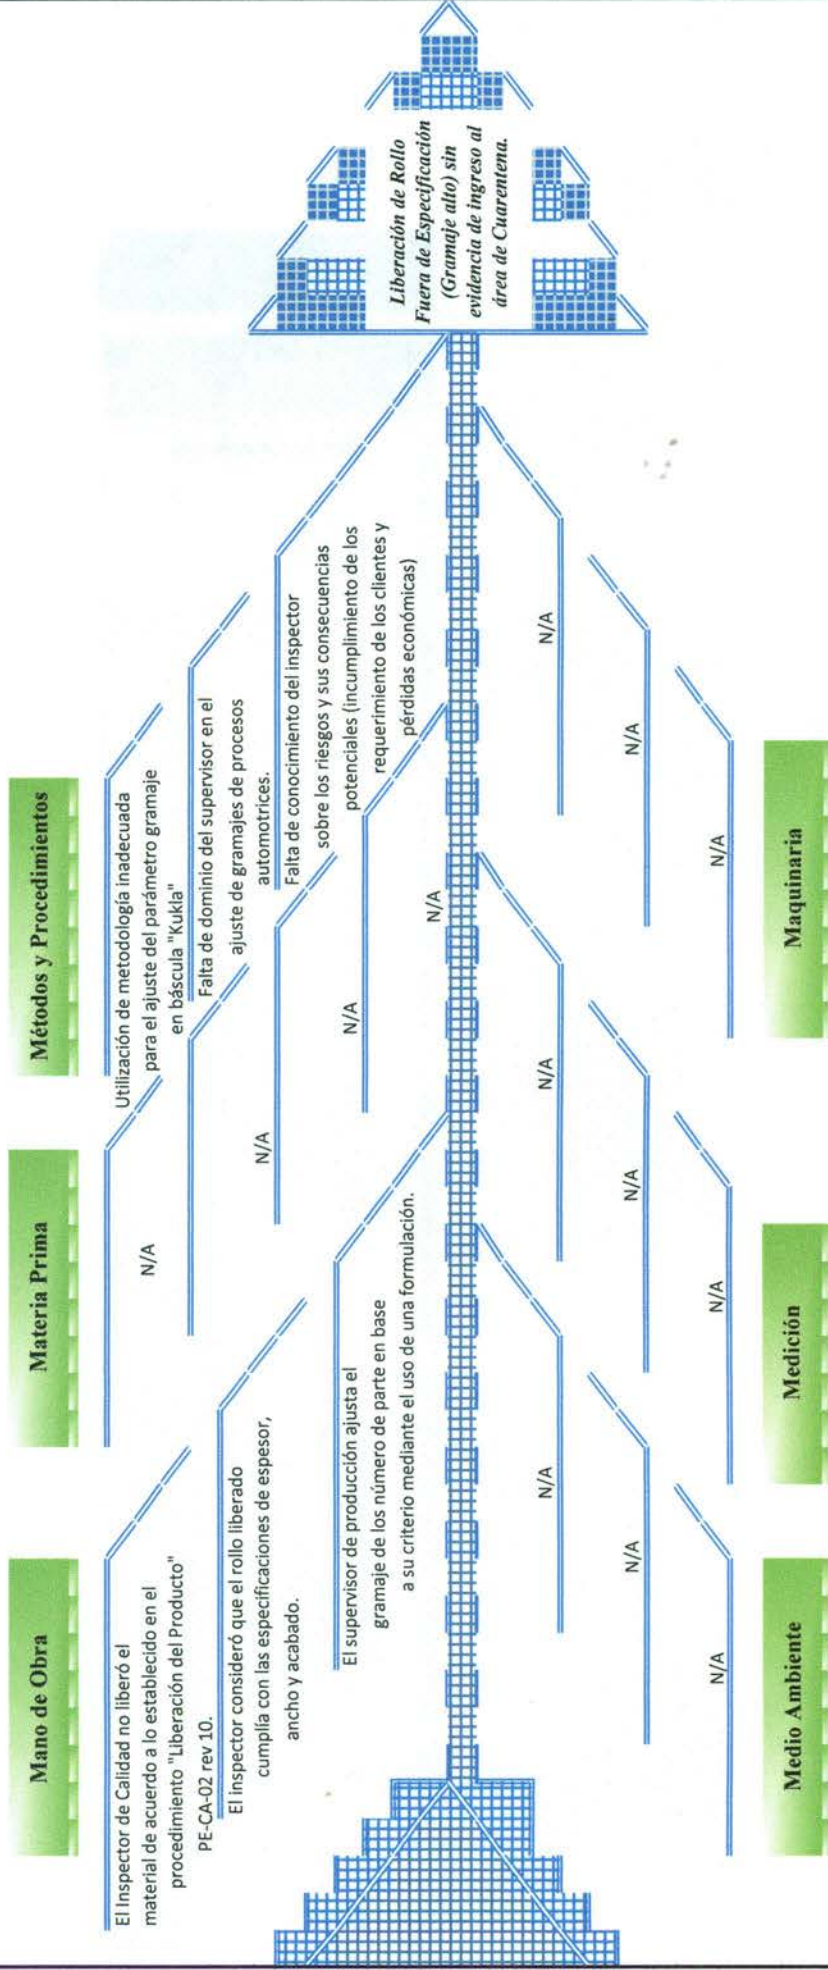 Mano de Obra
El Inspector de Calidad no liberó el
material de acuerdo a lo establecido en el
procedimiento "Liberación del Producto"
PE-CA-02 rev 10.
El inspector consideró que el rollo liberado
cumplía con las especificaciones de espesor,
ancho y acabado.
El supervisor de producción ajusta el
gramaje de los número de parte en base
a su criterio mediante el uso de una formulación.
Materia Prima
N/A
N/A
N/A
Métodos y Procedimientos
Utilización de metodología inadecuada
para el ajuste del parámetro gramaje
en báscula "Kukla"
Falta de dominio del supervisor en el
ajuste de gramajes de procesos
automotrices.
Falta de conocimiento del inspector
sobre los riesgos y sus consecuencias
potenciales (incumplimiento de los
requerimiento de los clientes y
pérdidas económicas)
N/A
Liberación de Rollo
Fuera de Especificación
(Gramaje alto) sin
evidencia de ingreso al
área de Cuarentena.
N/A
N/A
N/A
Medio Ambiente
N/A
N/A
N/A
Medición
N/A
N/A
Maquinaria